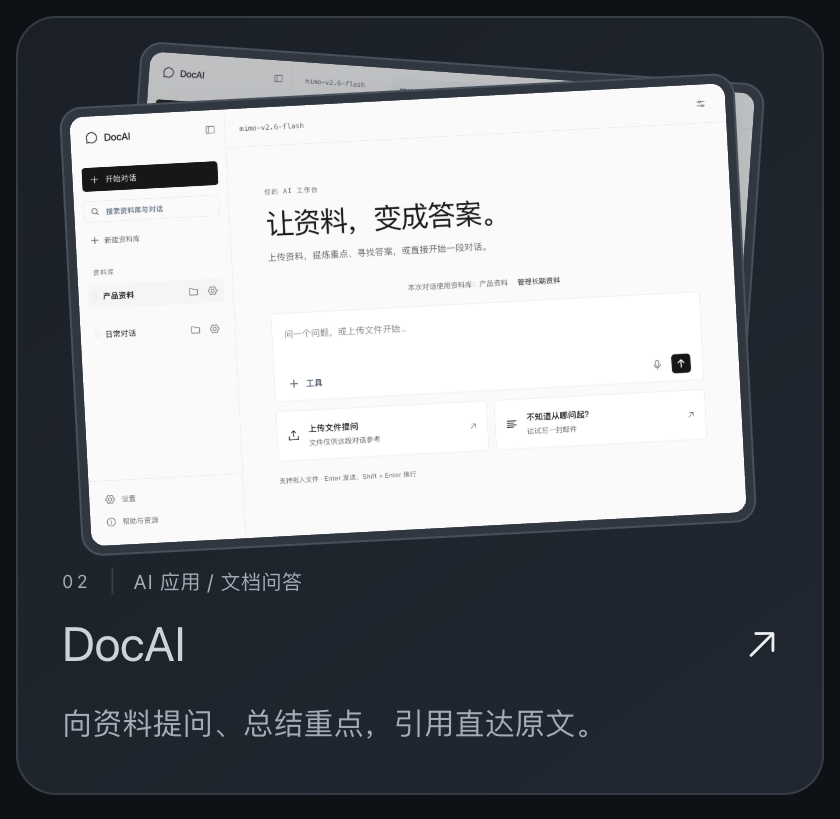 DocAI
mimo-v2.6-flash
DocAI
mimo-v2.6-flash
开始对话
搜索资料库与对话
新建资料库
资料库
产品资料
日常对话
设置
帮助与资源
你的 AI 工作台
让资料，变成答案。
上传资料，提炼重点、寻找答案，或直接开始一段对话。
本次对话使用资料库：产品资料 管理长期资料
问一个问题，或上传文件开始...
工具
上传文件提问
文件仅供这段对话参考
不知道从哪问起？
试试写一封邮件
支持拖入文件 · Enter 发送，Shift + Enter 换行
02 AI 应用 / 文档问答
DocAI
向资料提问、总结重点，引用直达原文。